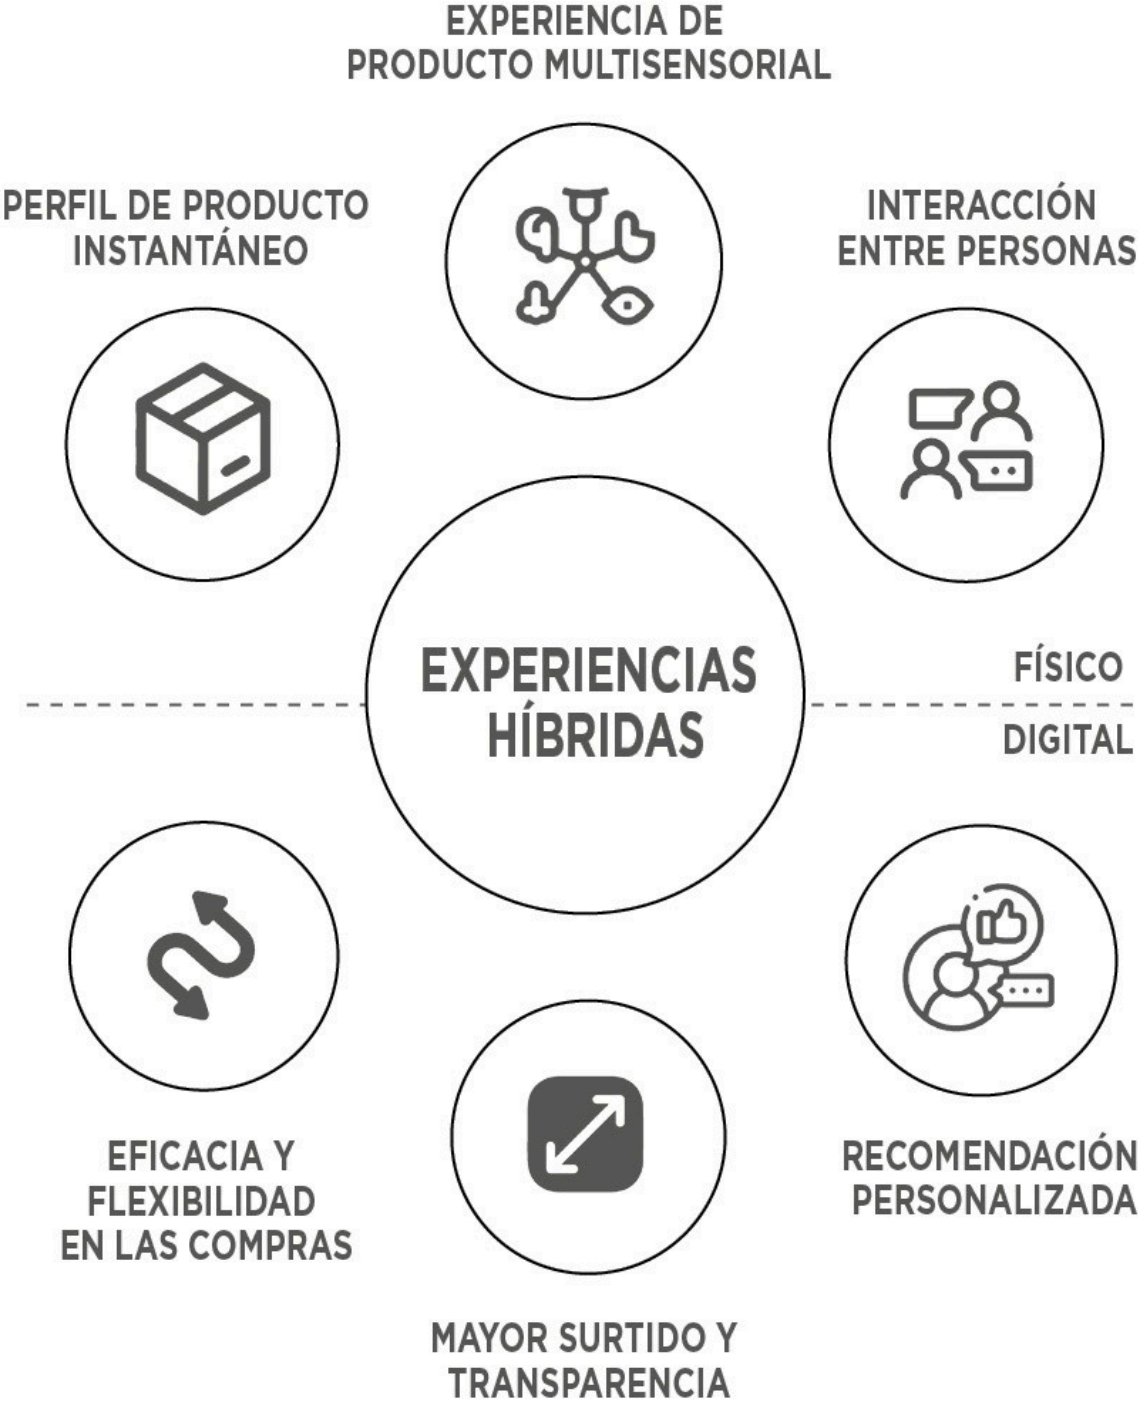 EXPERIENCIA DE
PRODUCTO MULTISENSORIAL
PERFIL DE PRODUCTO
INSTANTÁNEO
INTERACCIÓN
ENTRE PERSONAS
EXPERIENCIAS
HÍBRIDAS
FÍSICO
DIGITAL
EFICACIA Y
FLEXIBILIDAD
EN LAS COMPRAS
RECOMENDACIÓN
PERSONALIZADA
MAYOR SURTIDO Y
TRANSPARENCIA